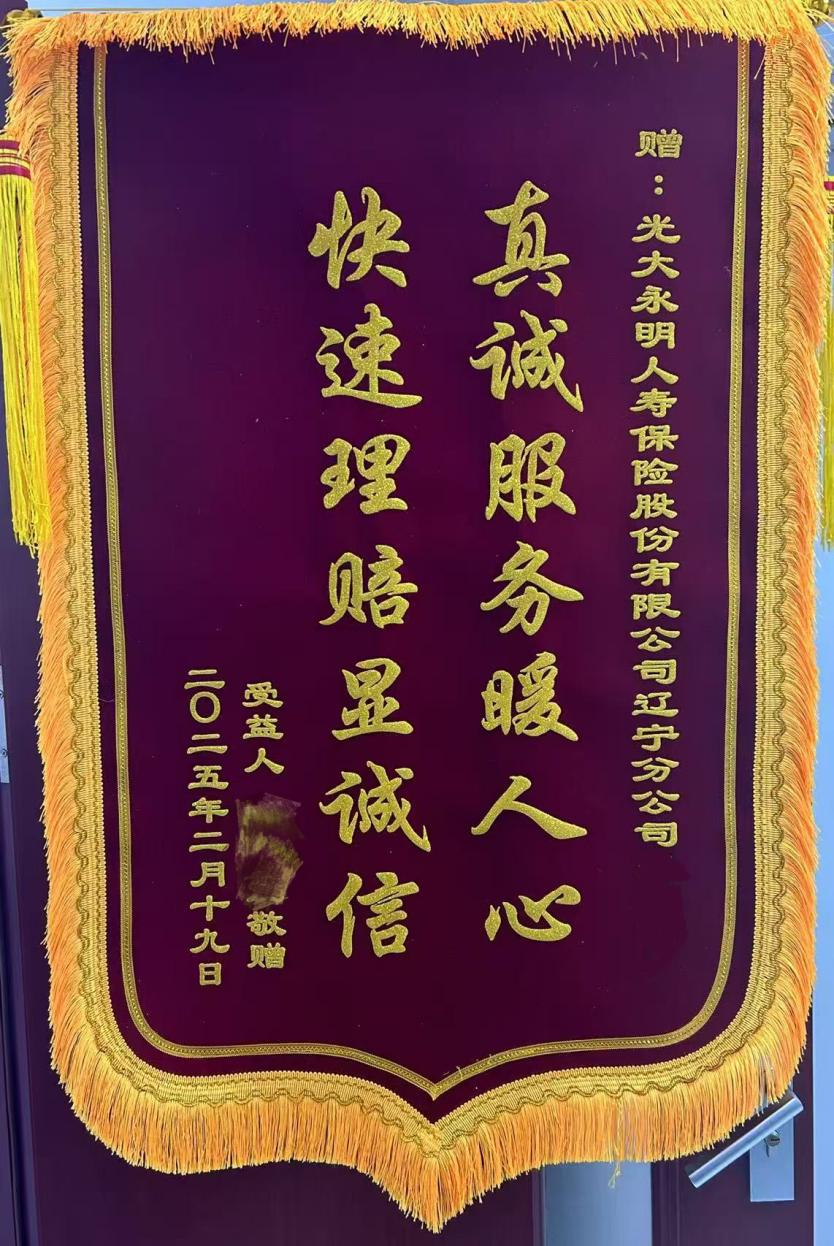 赠：光大永明人寿保险股份有限公司辽宁分公司
真诚服务暖人心
快速理赔显诚信
受益人 敬赠
二〇二五年二月十九日